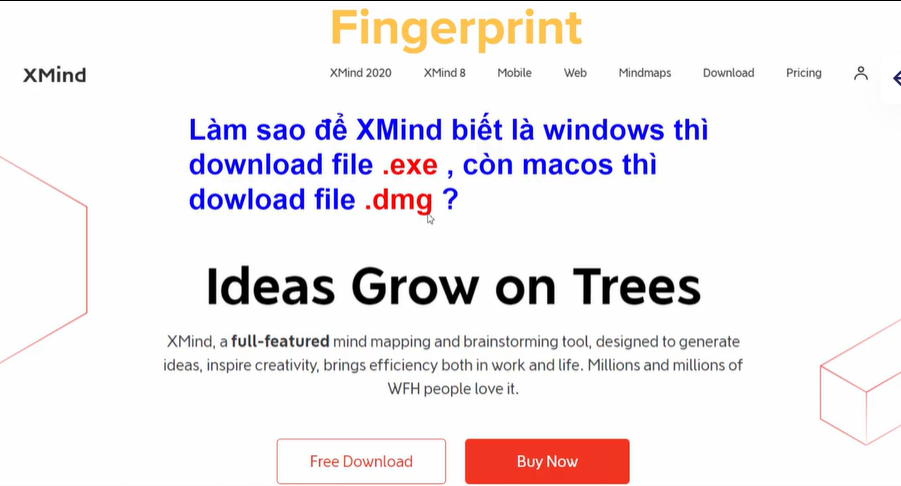 Fingerprint
XMind
XMind 2020 XMind 8 Mobile Web Mindmaps Download Pricing
Làm sao để XMind biết là windows thì
download file .exe , còn macos thì
dowload file .dmg ?
Ideas Grow on Trees
XMind, a full-featured mind mapping and brainstorming tool, designed to generate
ideas, inspire creativity, brings efficiency both in work and life. Millions and millions of
WFH people love it.
Free Download Buy Now